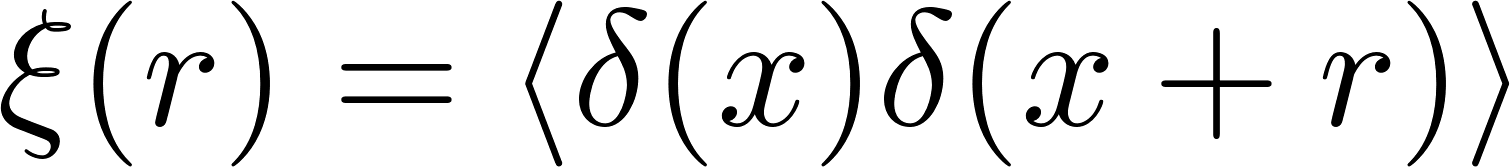 ξ(r) = ⟨δ(x)δ(x + r)⟩